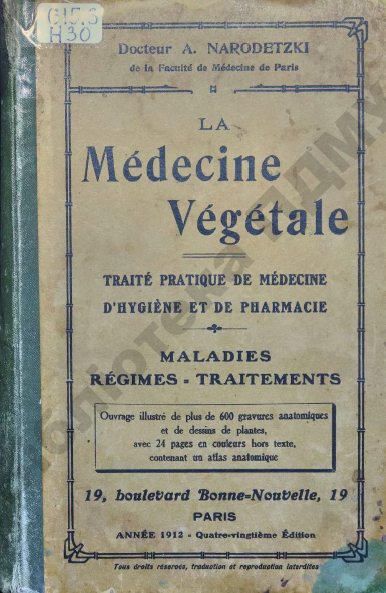 615.3
H30
Docteur A. NARODETZKI
de la Faculté de Médecine de Paris
LA
Médecine
Végétale
TRAITÉ PRATIQUE DE MÉDECINE
D'HYGIÈNE ET DE PHARMACIE
MALADIES
RÉGIMES - TRAITEMENTS
Ouvrage illustré de plus de 600 gravures anatomiques
et de dessins de plantes,
avec 24 pages en couleurs hors texte,
contenant un atlas anatomique
19, boulevard Bonne-Nouvelle, 19
PARIS
ANNÉE 1912 - Quatre-vingtième Édition
Tous droits réservés, traduction et reproduction interdites